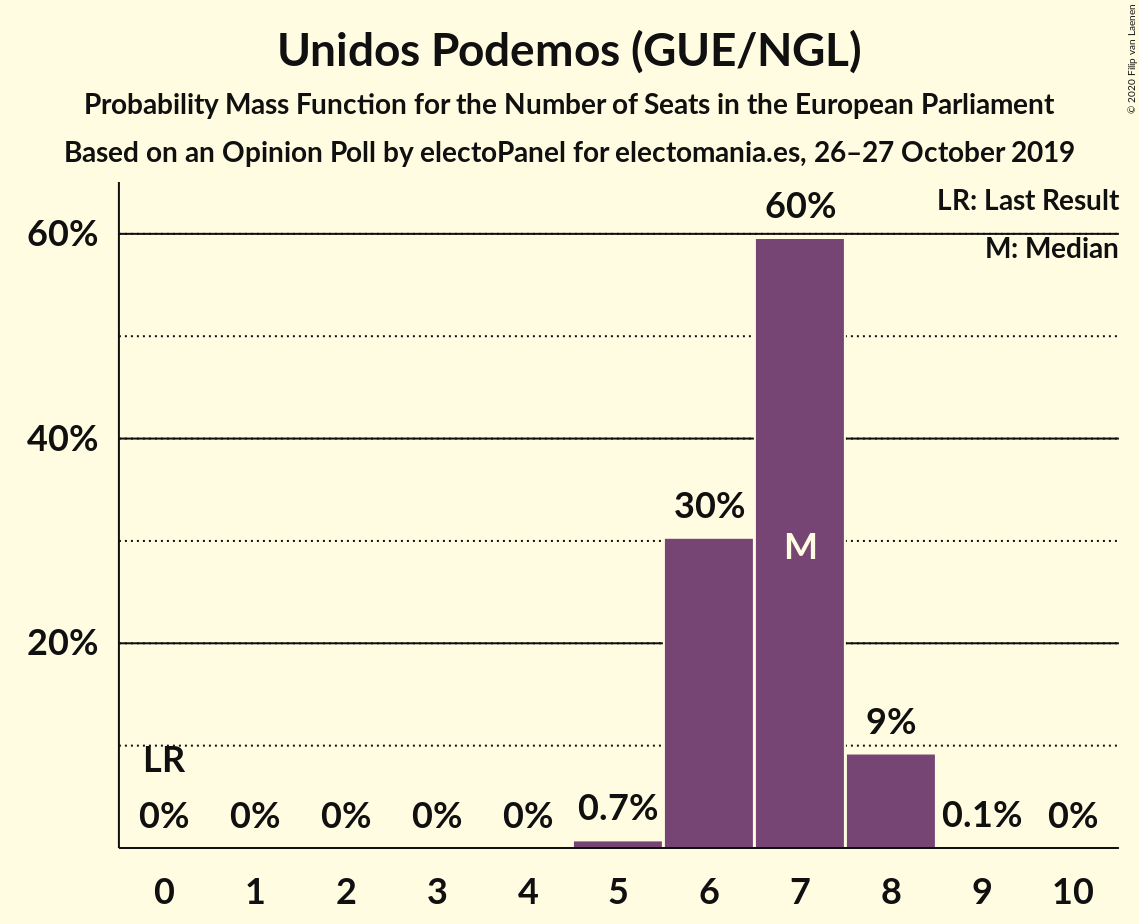 Unidos Podemos (GUE/NGL)
Probability Mass Function for the Number of Seats in the European Parliament
Based on an Opinion Poll by electoPanel for electomania.es, 26–27 October 2019
© 2020 Filip van Laenen
LR: Last Result
M: Median
60%
40%
20%
LR
0%
0%
0%
0%
0%
0.7%
30%
60%
M
9%
0.1%
0%
0 1 2 3 4 5 6 7 8 9 10